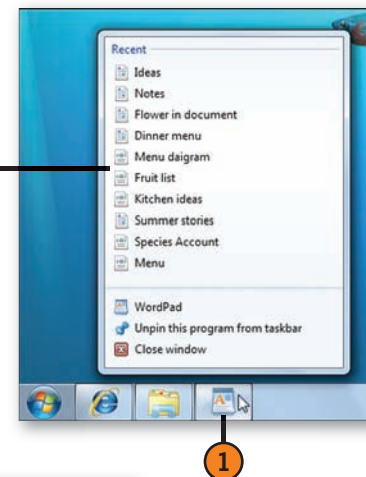 Recent
Ideas
Notes
Flower in document
Dinner menu
Menu daigram
Fruit list
Kitchen ideas
Summer stories
Species Account
Menu
WordPad
Unpin this program from taskbar
Close window
1